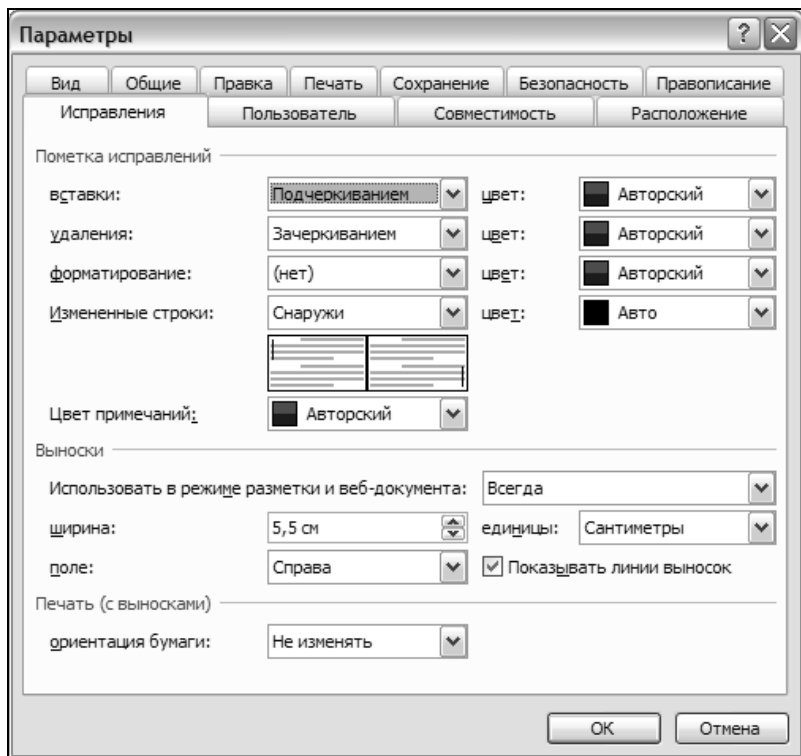 Параметры
Вид Общие Правка Печать Сохранение Безопасность Правописание
Исправления Пользователь Совместимость Расположение
Пометка исправлений
вставки: Подчеркиванием цвет: Авторский
удаления: Зачеркиванием цвет: Авторский
форматирование: (нет) цвет: Авторский
Измененные строки: Снаружи цвет: Авто
Цвет примечаний: Авторский
Выноски
Использовать в режиме разметки и веб-документа: Всегда
ширина: 5,5 см единицы: Сантиметры
поле: Справа Показывать линии выносок
Печать (с выносками)
ориентация бумаги: Не изменять
ОК Отмена